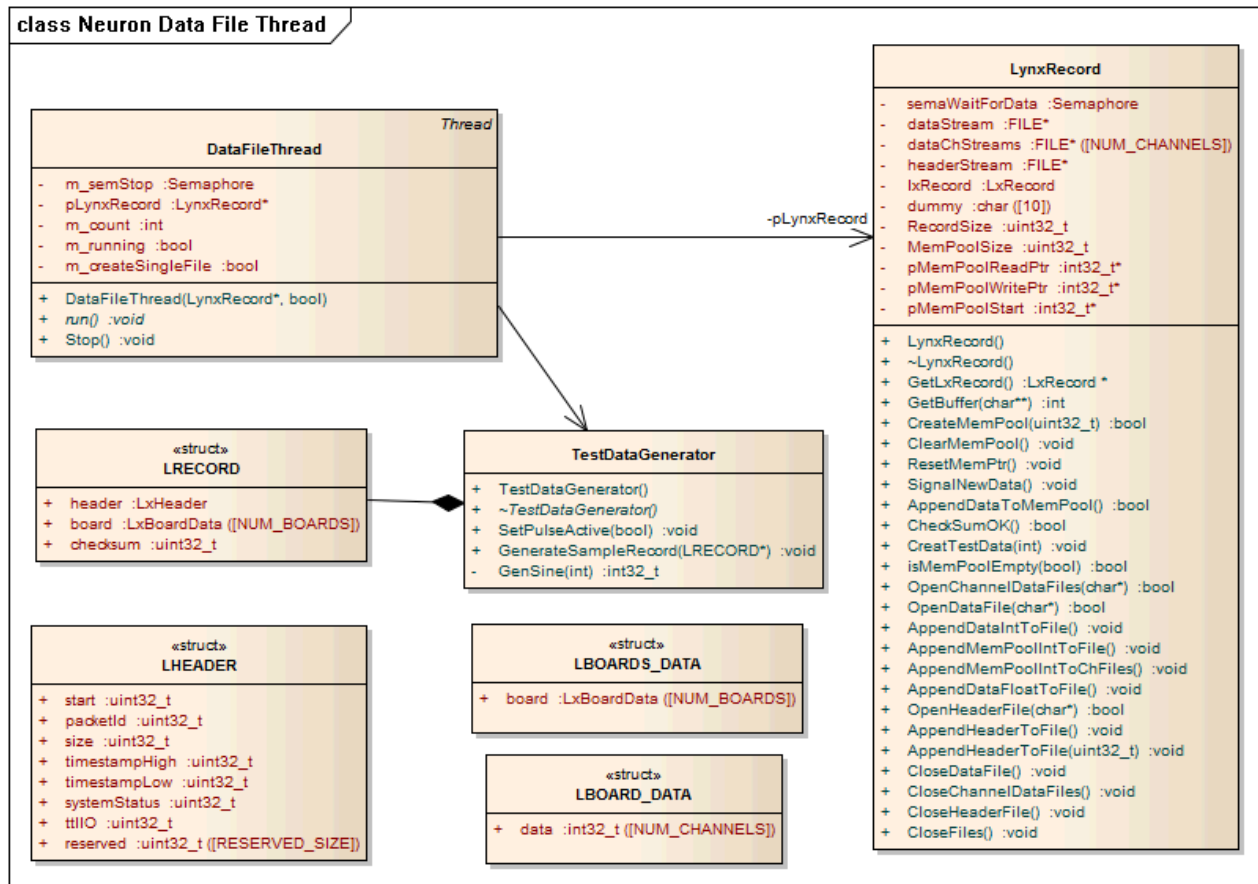 class Neuron Data File Thread
Thread
DataFileThread
- m_semStop :Semaphore
- pLynxRecord :LynxRecord*
- m_count :int
- m_running :bool
- m_createSingleFile :bool
+ DataFileThread(LynxRecord*, bool)
+ run() :void
+ Stop() :void
-pLynxRecord
LynxRecord
- semaWaitForData :Semaphore
- dataStream :FILE*
- dataChStreams :FILE* ([NUM_CHANNELS])
- headerStream :FILE*
- lxRecord :LxRecord
- dummy :char ([10])
- RecordSize :uint32_t
- MemPoolSize :uint32_t
- pMemPoolReadPtr :int32_t*
- pMemPoolWritePtr :int32_t*
- pMemPoolStart :int32_t*
+ LynxRecord()
+ ~LynxRecord()
+ GetLxRecord() :LxRecord *
+ GetBuffer(char**) :int
+ CreateMemPool(uint32_t) :bool
+ ClearMemPool() :void
+ ResetMemPtr() :void
+ SignalNewData() :void
+ AppendDataToMemPool() :bool
+ CheckSumOK() :bool
+ CreatTestData(int) :void
+ isMemPoolEmpty(bool) :bool
+ OpenChannelDataFiles(char*) :bool
+ OpenDataFile(char*) :bool
+ AppendDataIntToFile() :void
+ AppendMemPoolIntToFile() :void
+ AppendMemPoolIntToChFiles() :void
+ AppendDataFloatToFile() :void
+ OpenHeaderFile(char*) :bool
+ AppendHeaderToFile() :void
+ AppendHeaderToFile(uint32_t) :void
+ CloseDataFile() :void
+ CloseChannelDataFiles() :void
+ CloseHeaderFile() :void
+ CloseFiles() :void
«struct»
LRECORD
+ header :LxHeader
+ board :LxBoardData ([NUM_BOARDS])
+ checksum :uint32_t
TestDataGenerator
+ TestDataGenerator()
+ ~TestDataGenerator()
+ SetPulseActive(bool) :void
+ GenerateSampleRecord(LRECORD*) :void
- GenSine(int) :int32_t
«struct»
LHEADER
+ start :uint32_t
+ packetId :uint32_t
+ size :uint32_t
+ timestampHigh :uint32_t
+ timestampLow :uint32_t
+ systemStatus :uint32_t
+ ttlIO :uint32_t
+ reserved :uint32_t ([RESERVED_SIZE])
«struct»
LBOARDS_DATA
+ board :LxBoardData ([NUM_BOARDS])
«struct»
LBOARD_DATA
+ data :int32_t ([NUM_CHANNELS])